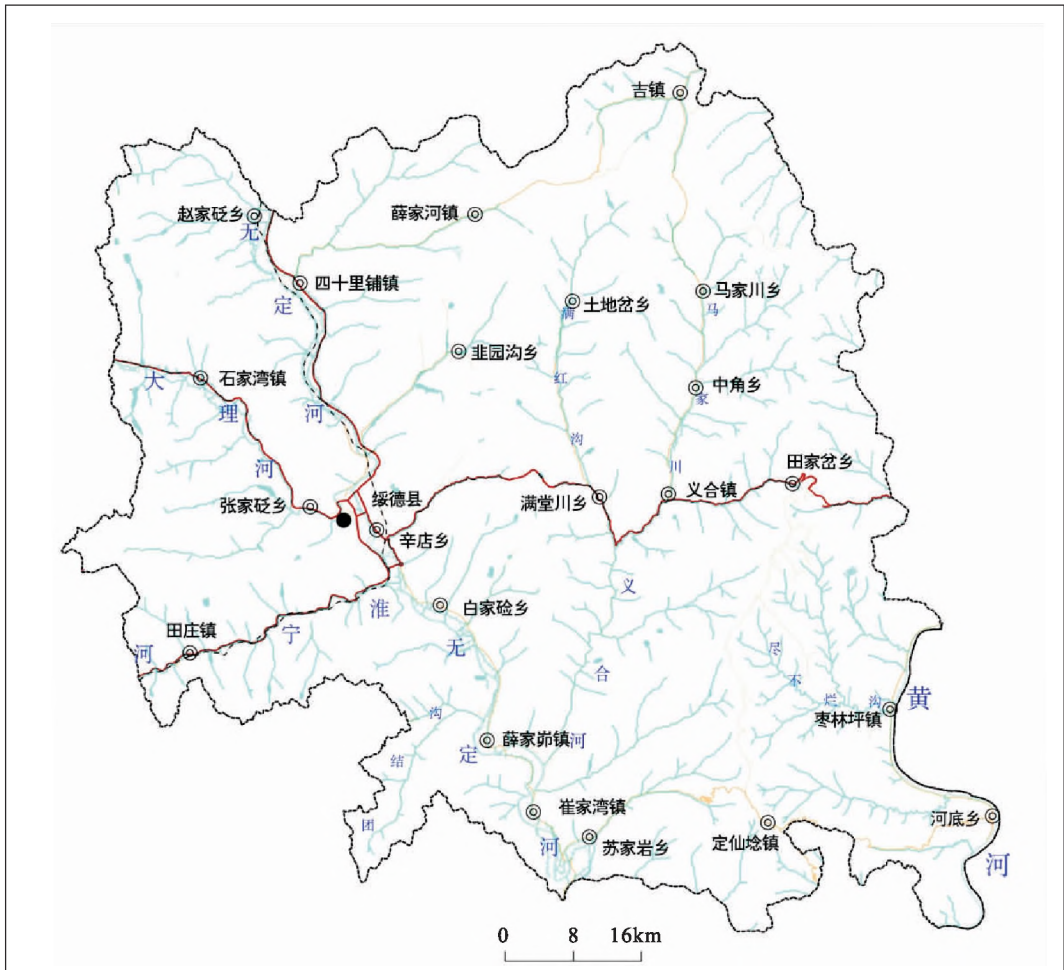 吉镇
赵家砭乡
薛家河镇
无
定
河
四十里铺镇
土地岔乡
马家川乡
满
红
沟
马
家
川
韭园沟乡
石家湾镇
大
理
河
中角乡
田家岔乡
张家砭乡
绥德县
满堂川乡
义合镇
辛店乡
白家硷乡
淮
宁
河
田庄镇
无
定
河
义
合
河
尽
不
烂
沟
枣林坪镇
黄
河
薛家峁镇
沟
结
团
崔家湾镇
苏家岩乡
定仙埝镇
河底乡
0 8 16km